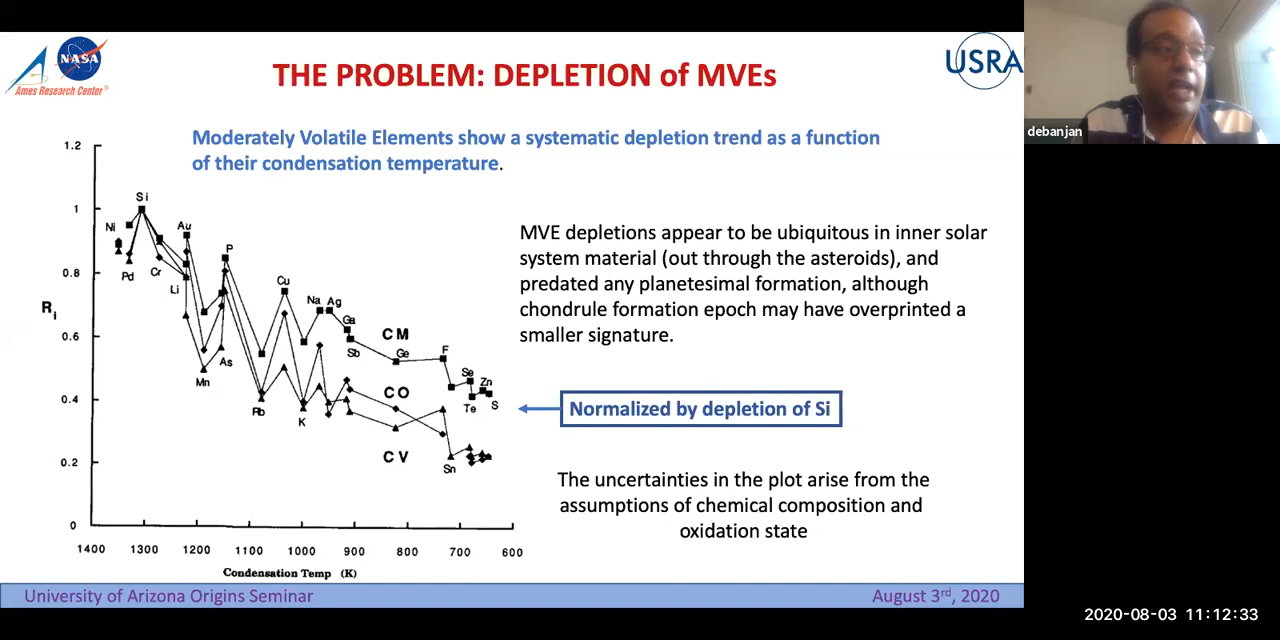 NASA
Ames Research Center
THE PROBLEM: DEPLETION of MVEs
USRA
debanjan
Moderately Volatile Elements show a systematic depletion trend as a function
of their condensation temperature.
1.2
1
0.8
0.6
0.4
0.2
0
Ri
Ni
Pd
Si
Cr
Li
Au
Mn
As
P
Rb
Cu
K
Na Ag
Ga
Sb
CM
Ge
F
Se
Te
Zn
S
CO
CV
Sn
1400 1300 1200 1100 1000 900 800 700 600
Condensation Temp (K)
MVE depletions appear to be ubiquitous in inner solar
system material (out through the asteroids), and
predated any planetesimal formation, although
chondrule formation epoch may have overprinted a
smaller signature.
Normalized by depletion of Si
The uncertainties in the plot arise from the
assumptions of chemical composition and
oxidation state
University of Arizona Origins Seminar
August 3rd, 2020
2020-08-03 11:12:33